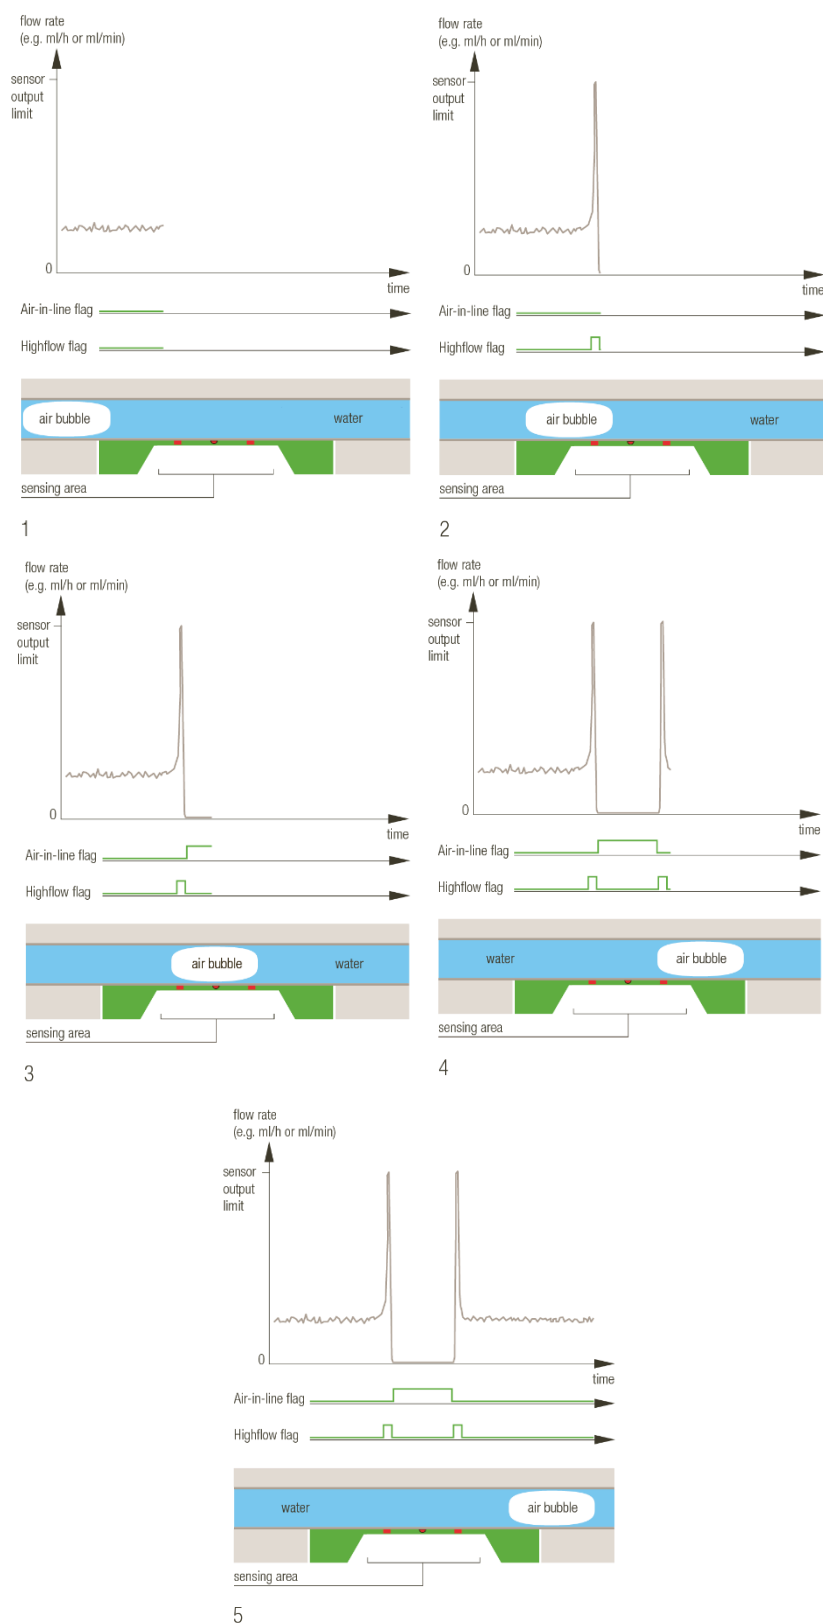 flow rate
(e.g. ml/h or ml/min)
sensor
output
limit
0
time
Air-in-line flag
Highflow flag
air bubble
water
sensing area
1
flow rate
(e.g. ml/h or ml/min)
sensor
output
limit
0
time
Air-in-line flag
Highflow flag
air bubble
water
sensing area
2
flow rate
(e.g. ml/h or ml/min)
sensor
output
limit
0
time
Air-in-line flag
Highflow flag
air bubble
water
sensing area
3
flow rate
(e.g. ml/h or ml/min)
sensor
output
limit
0
time
Air-in-line flag
Highflow flag
water
air bubble
sensing area
4
flow rate
(e.g. ml/h or ml/min)
sensor
output
limit
0
time
Air-in-line flag
Highflow flag
water
air bubble
sensing area
5